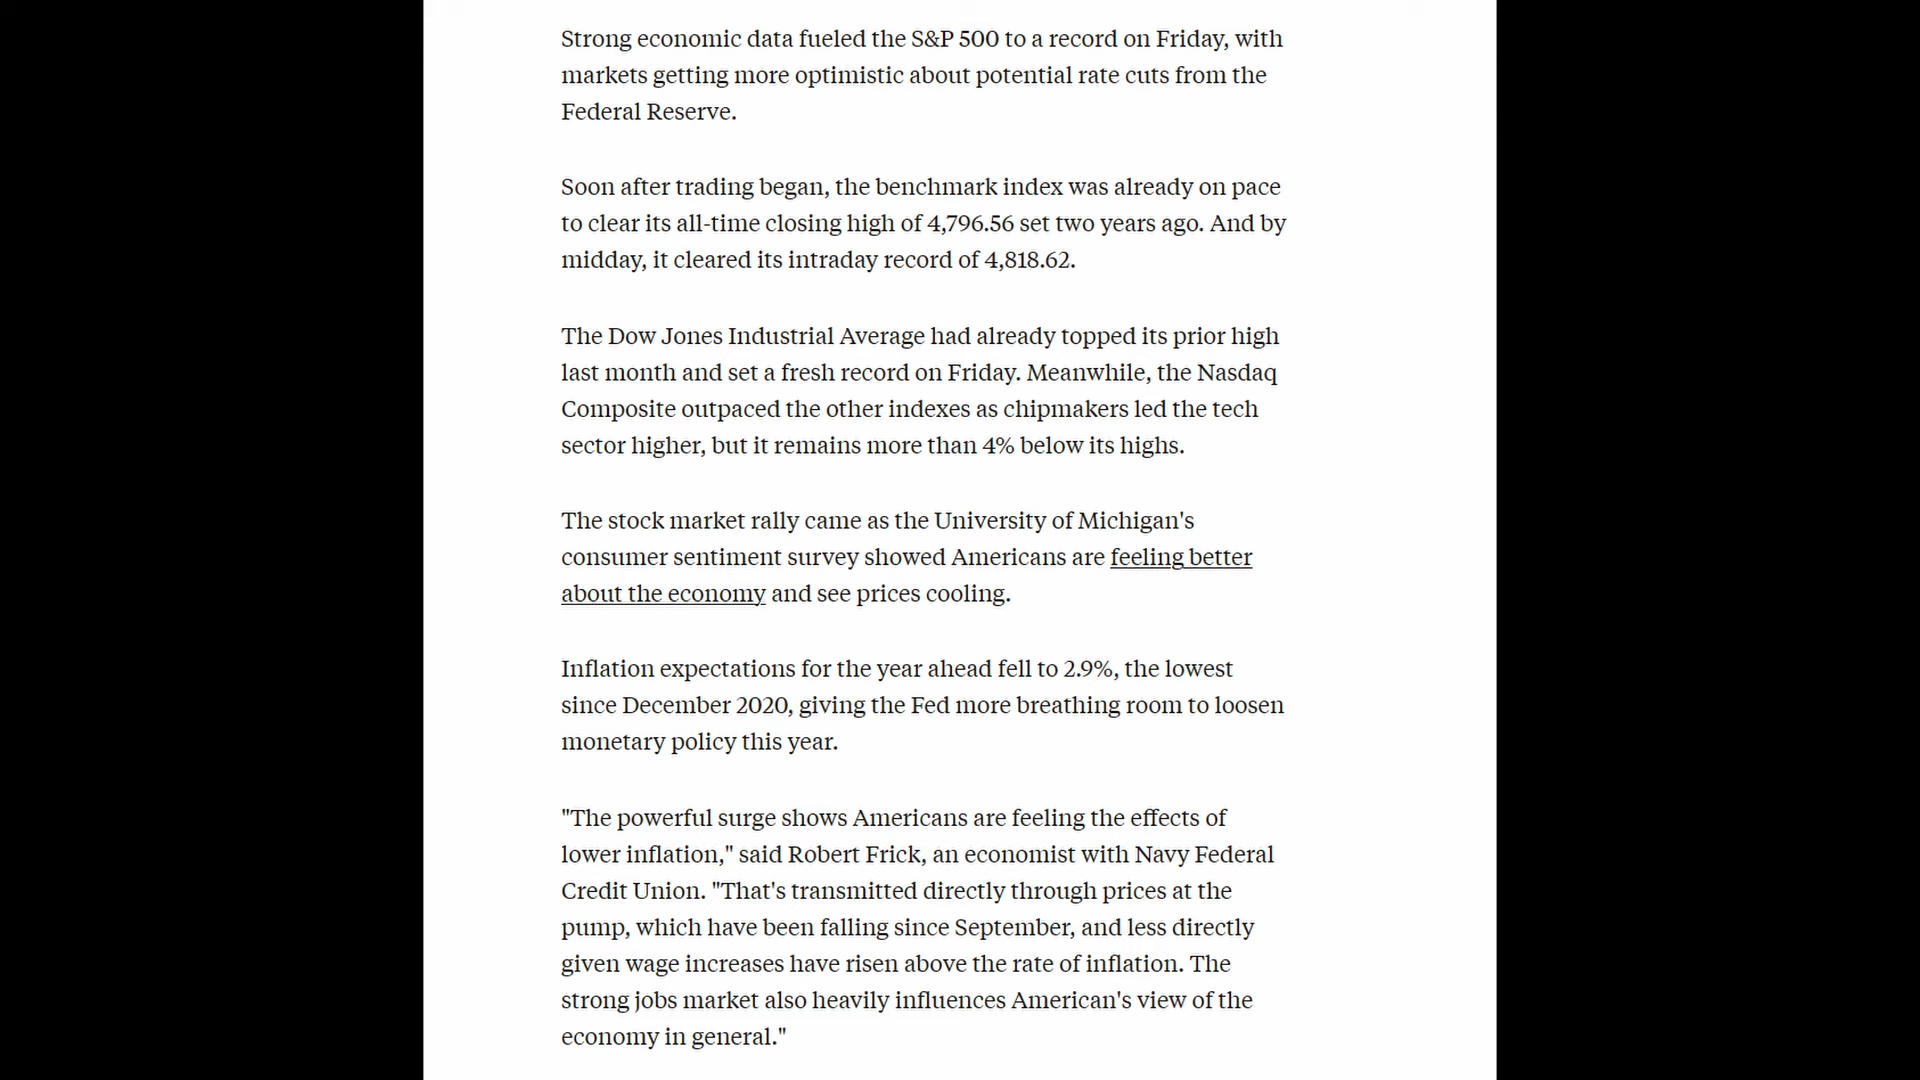 Strong economic data fueled the S&P 500 to a record on Friday, with
markets getting more optimistic about potential rate cuts from the
Federal Reserve.
Soon after trading began, the benchmark index was already on pace
to clear its all-time closing high of 4,796.56 set two years ago. And by
midday, it cleared its intraday record of 4,818.62.
The Dow Jones Industrial Average had already topped its prior high
last month and set a fresh record on Friday. Meanwhile, the Nasdaq
Composite outpaced the other indexes as chipmakers led the tech
sector higher, but it remains more than 4% below its highs.
The stock market rally came as the University of Michigan's
consumer sentiment survey showed Americans are feeling better
about the economy and see prices cooling.
Inflation expectations for the year ahead fell to 2.9%, the lowest
since December 2020, giving the Fed more breathing room to loosen
monetary policy this year.
"The powerful surge shows Americans are feeling the effects of
lower inflation," said Robert Frick, an economist with Navy Federal
Credit Union. "That's transmitted directly through prices at the
pump, which have been falling since September, and less directly
given wage increases have risen above the rate of inflation. The
strong jobs market also heavily influences American's view of the
economy in general."